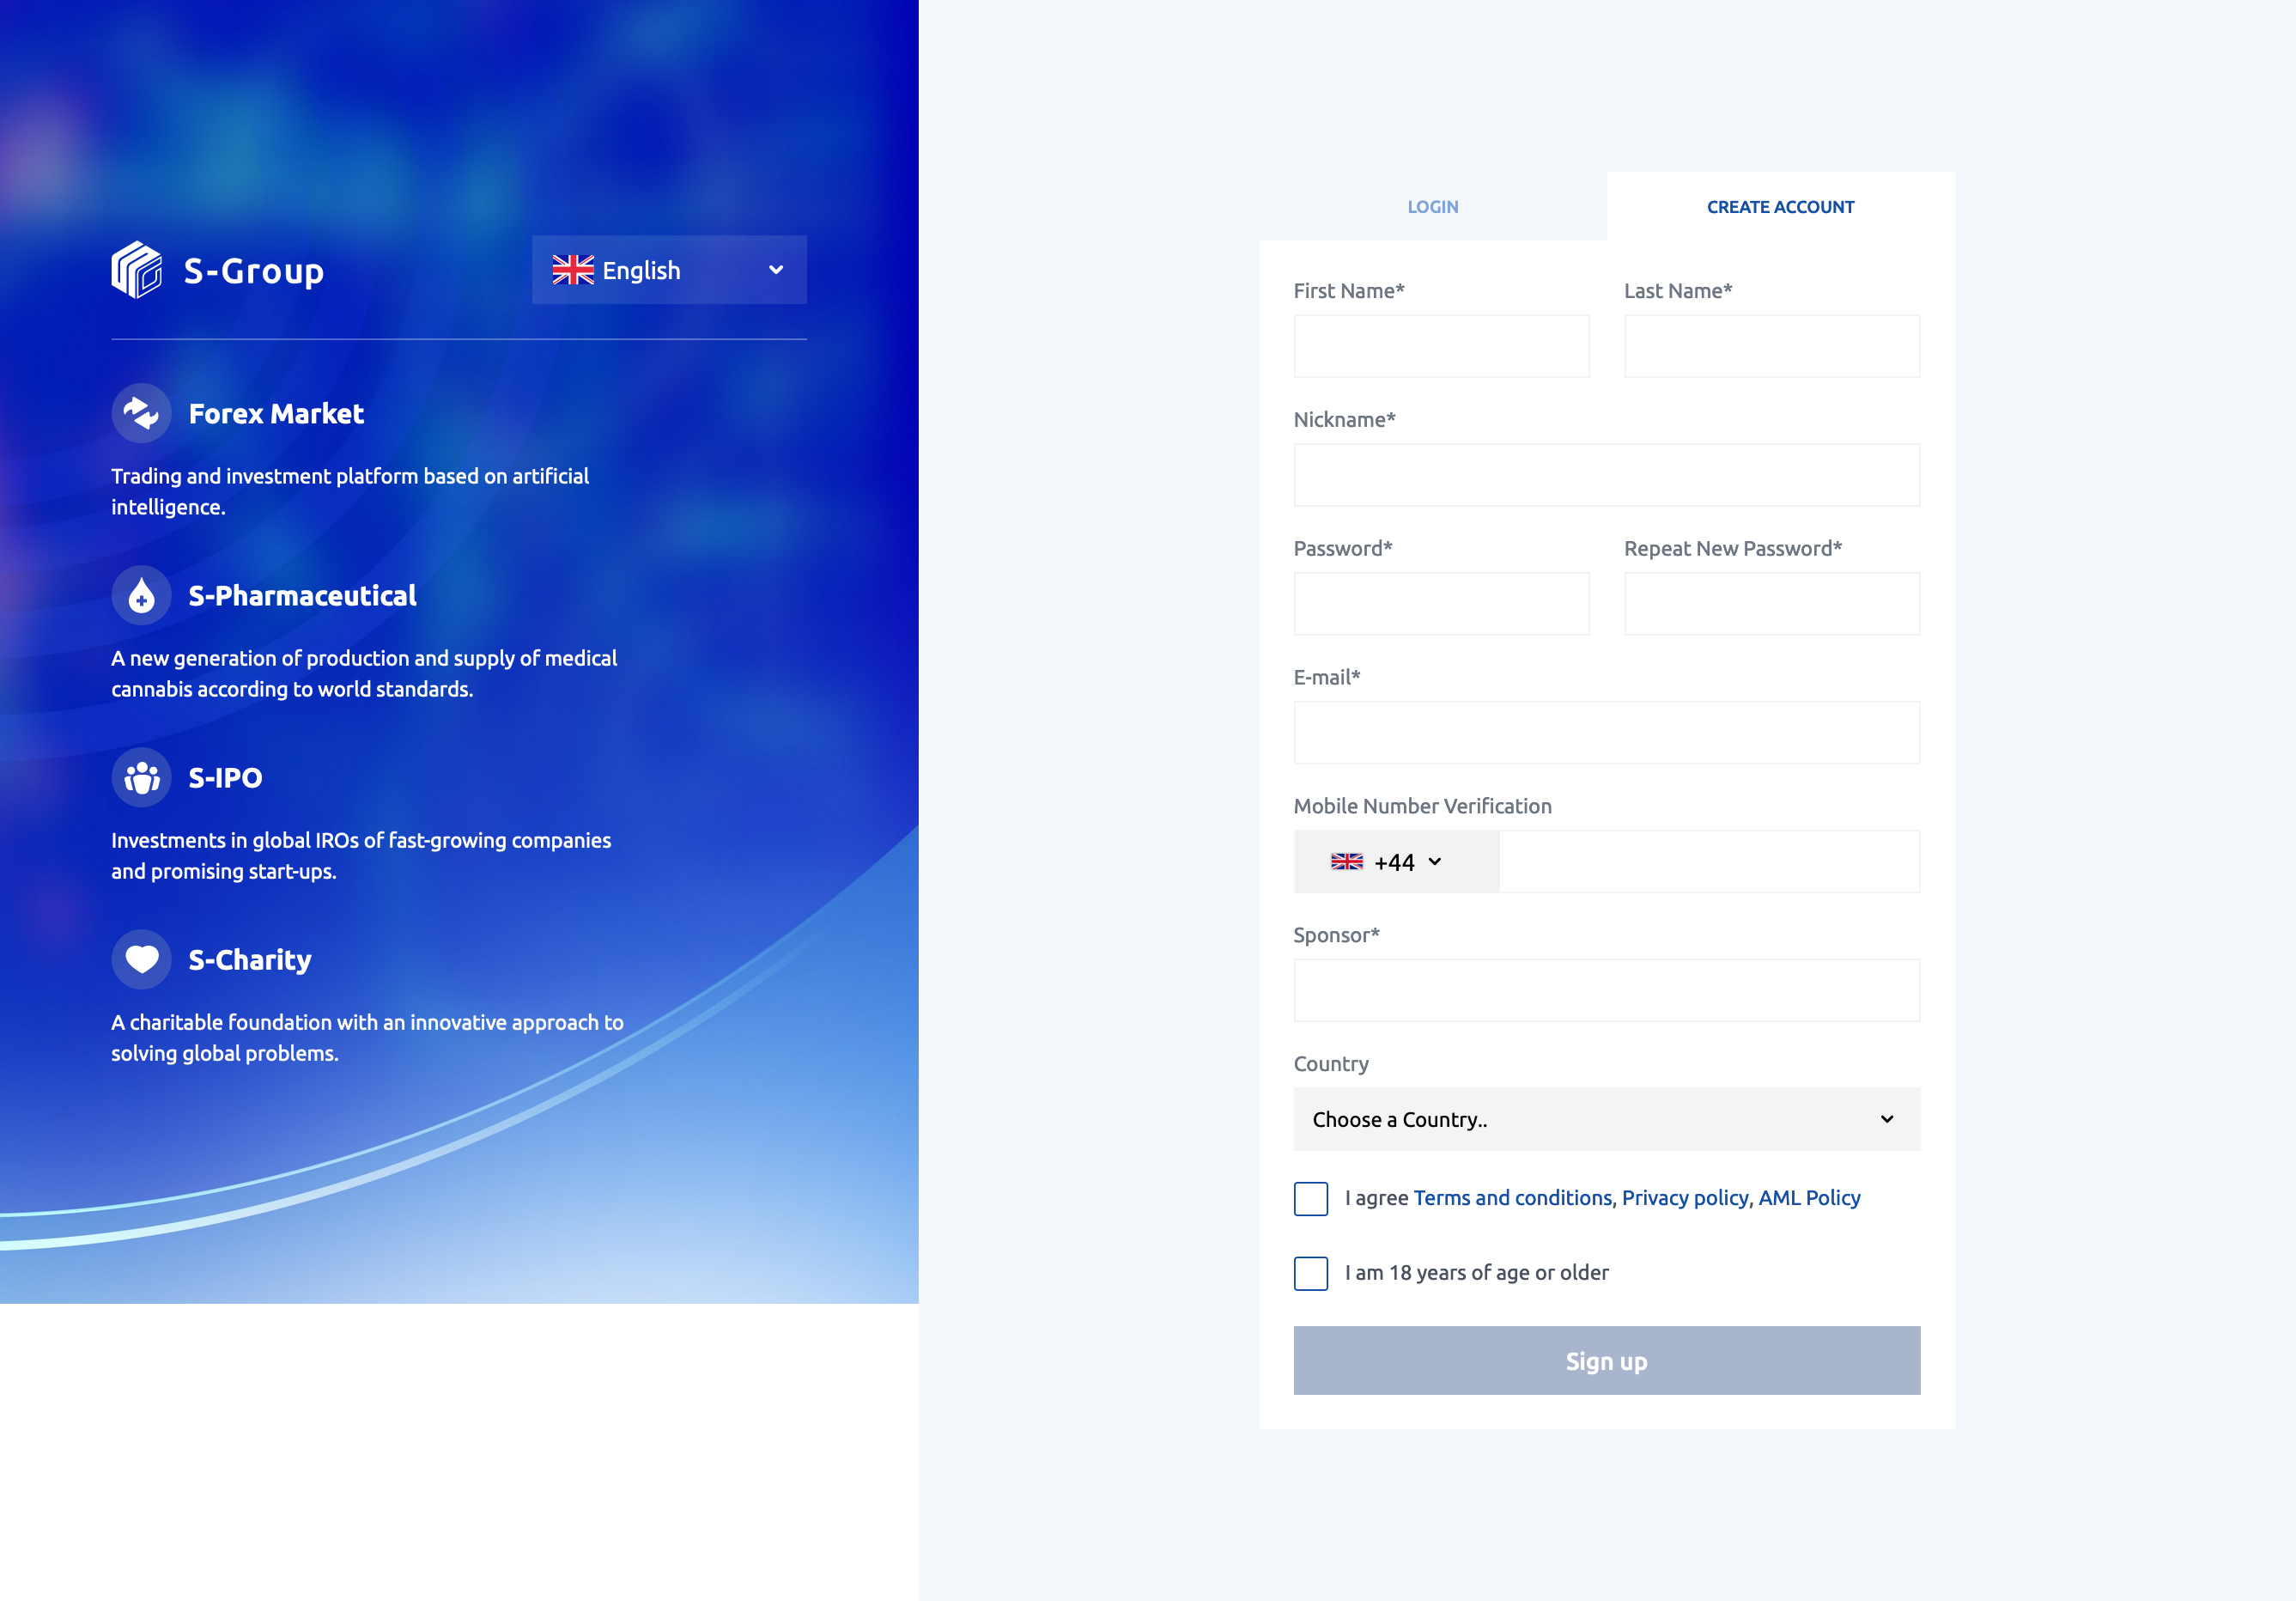 S-Group
English
Forex Market
Trading and investment platform based on artificial
intelligence.
S-Pharmaceutical
A new generation of production and supply of medical
cannabis according to world standards.
S-IPO
Investments in global IROs of fast-growing companies
and promising start-ups.
S-Charity
A charitable foundation with an innovative approach to
solving global problems.
LOGIN
CREATE ACCOUNT
First Name*
Last Name*
Nickname*
Password*
Repeat New Password*
E-mail*
Mobile Number Verification
+44
Sponsor*
Country
Choose a Country..
I agree Terms and conditions, Privacy policy, AML Policy
I am 18 years of age or older
Sign up